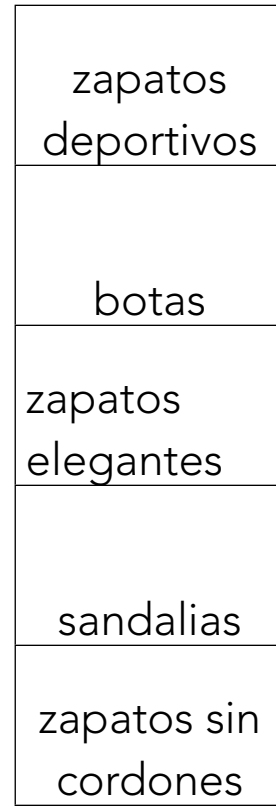 zapatos
deportivos
botas
zapatos
elegantes
sandalias
zapatos sin
cordones